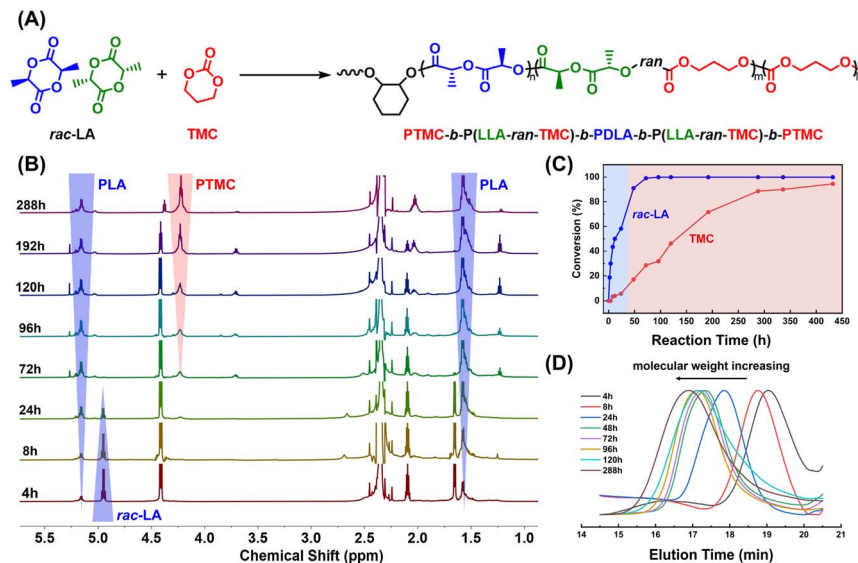 (A)
O
O
O
O
O
O
O
O
+
O
O
O
rac-LA
TMC
O
O
O
O
O
O
m
O
O
O
O
n
ran
O
O
O
m
O
O
O
PTMC-b-P(LLA-ran-TMC)-b-PDLA-b-P(LLA-ran-TMC)-b-PTMC
(B)
PLA
PTMC
PLA
288h
192h
120h
96h
72h
24h
8h
4h
rac-LA
5.5 5.0 4.5 4.0 3.5 3.0 2.5 2.0 1.5 1.0
Chemical Shift (ppm)
(C)
Conversion (%)
100
80
60
40
20
0
rac-LA
TMC
0 50 100 150 200 250 300 350 400 450
Reaction Time (h)
(D)
molecular weight increasing
4h
8h
24h
48h
72h
96h
120h
288h
14 15 16 17 18 19 20 21
Elution Time (min)